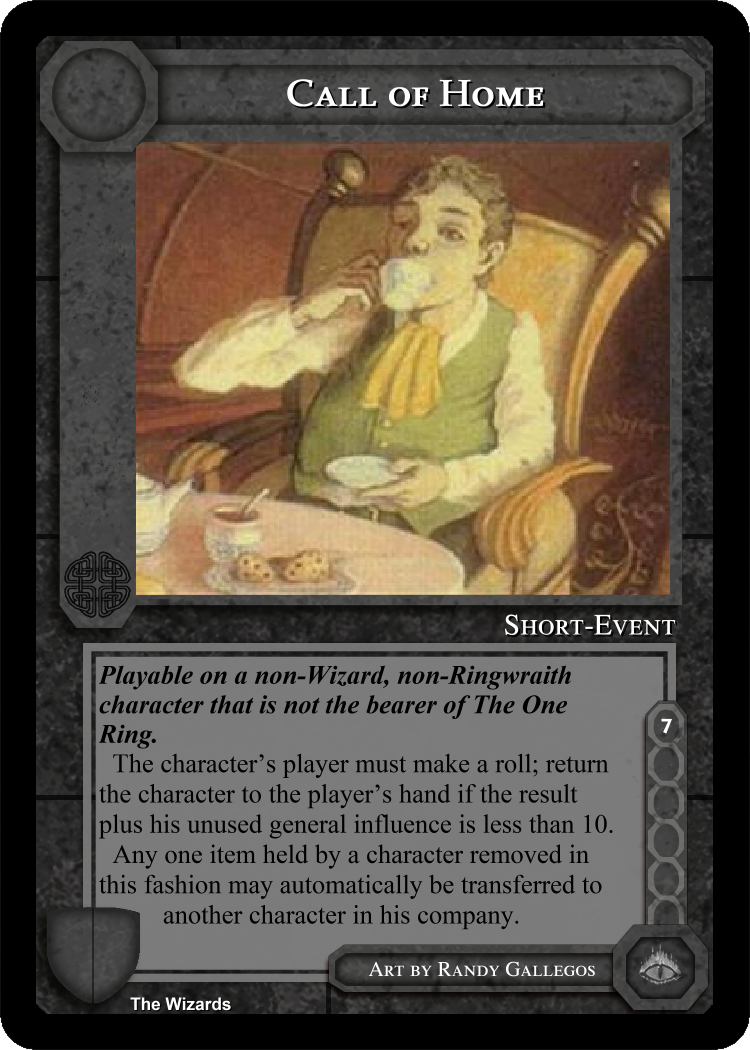 Call of Home
Short-Event
Playable on a non-Wizard, non-Ringwraith
character that is not the bearer of The One
Ring.
7
The character's player must make a roll; return
the character to the player's hand if the result
plus his unused general influence is less than 10.
Any one item held by a character removed in
this fashion may automatically be transferred to
another character in his company.
Art by Randy Gallegos
The Wizards